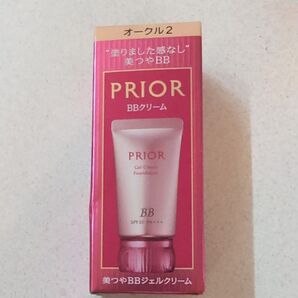 オークル2
“塗りました感なし”
美つやBB
PRIOR
BBクリーム
PRIOR
Gel Cream
Foundation
BB
美つやBBジェルクリーム